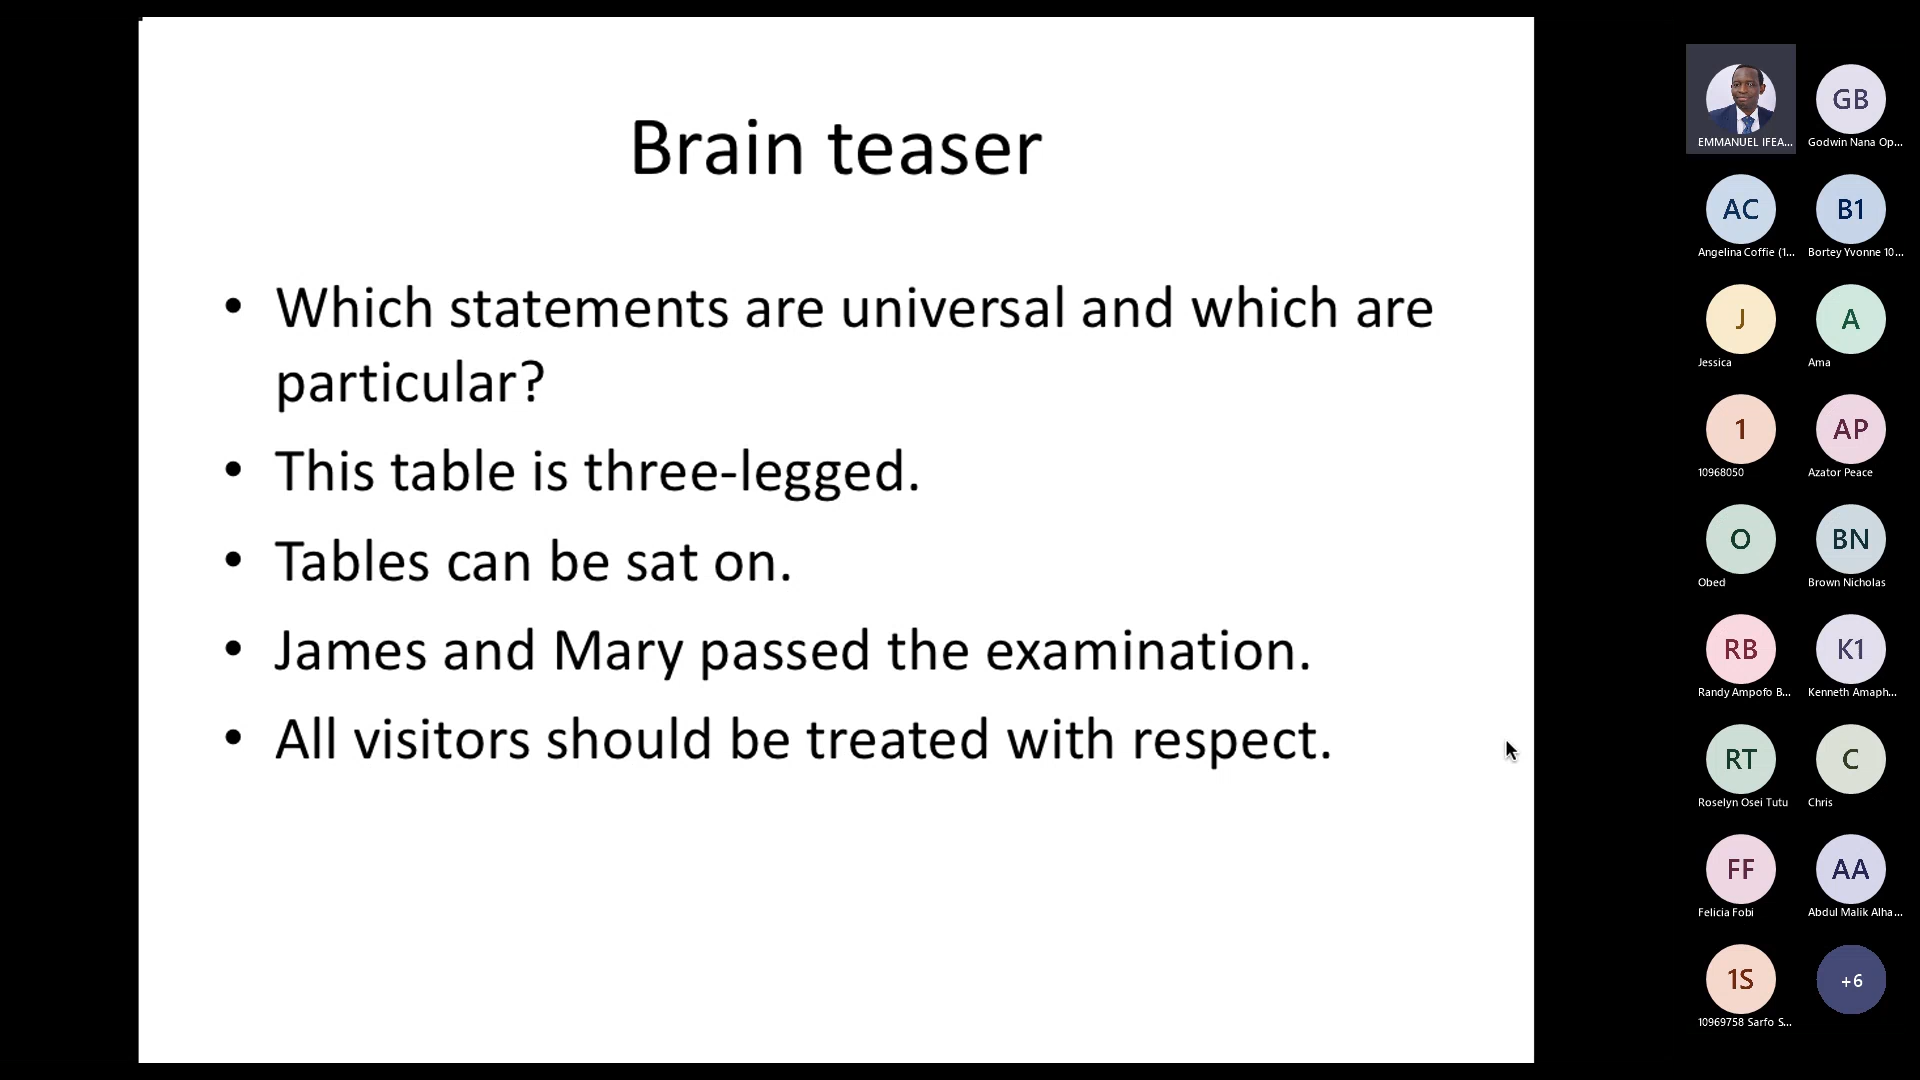 Brain teaser
• Which statements are universal and which are
particular?
• This table is three-legged.
• Tables can be sat on.
• James and Mary passed the examination.
• All visitors should be treated with respect.
EMMANUEL IFEA...
GB
Godwin Nana Op...
AC
Angelina Coffie (1...
B1
Bortey Yvonne 10...
J
Jessica
A
Ama
1
10968050
AP
Azator Peace
O
Obed
BN
Brown Nicholas
RB
Randy Ampofo B...
K1
Kenneth Amaph...
RT
Roselyn Osei Tutu
C
Chris
FF
Felicia Fobi
AA
Abdul Malik Alha...
1S
10969758 Sarfo S...
+6